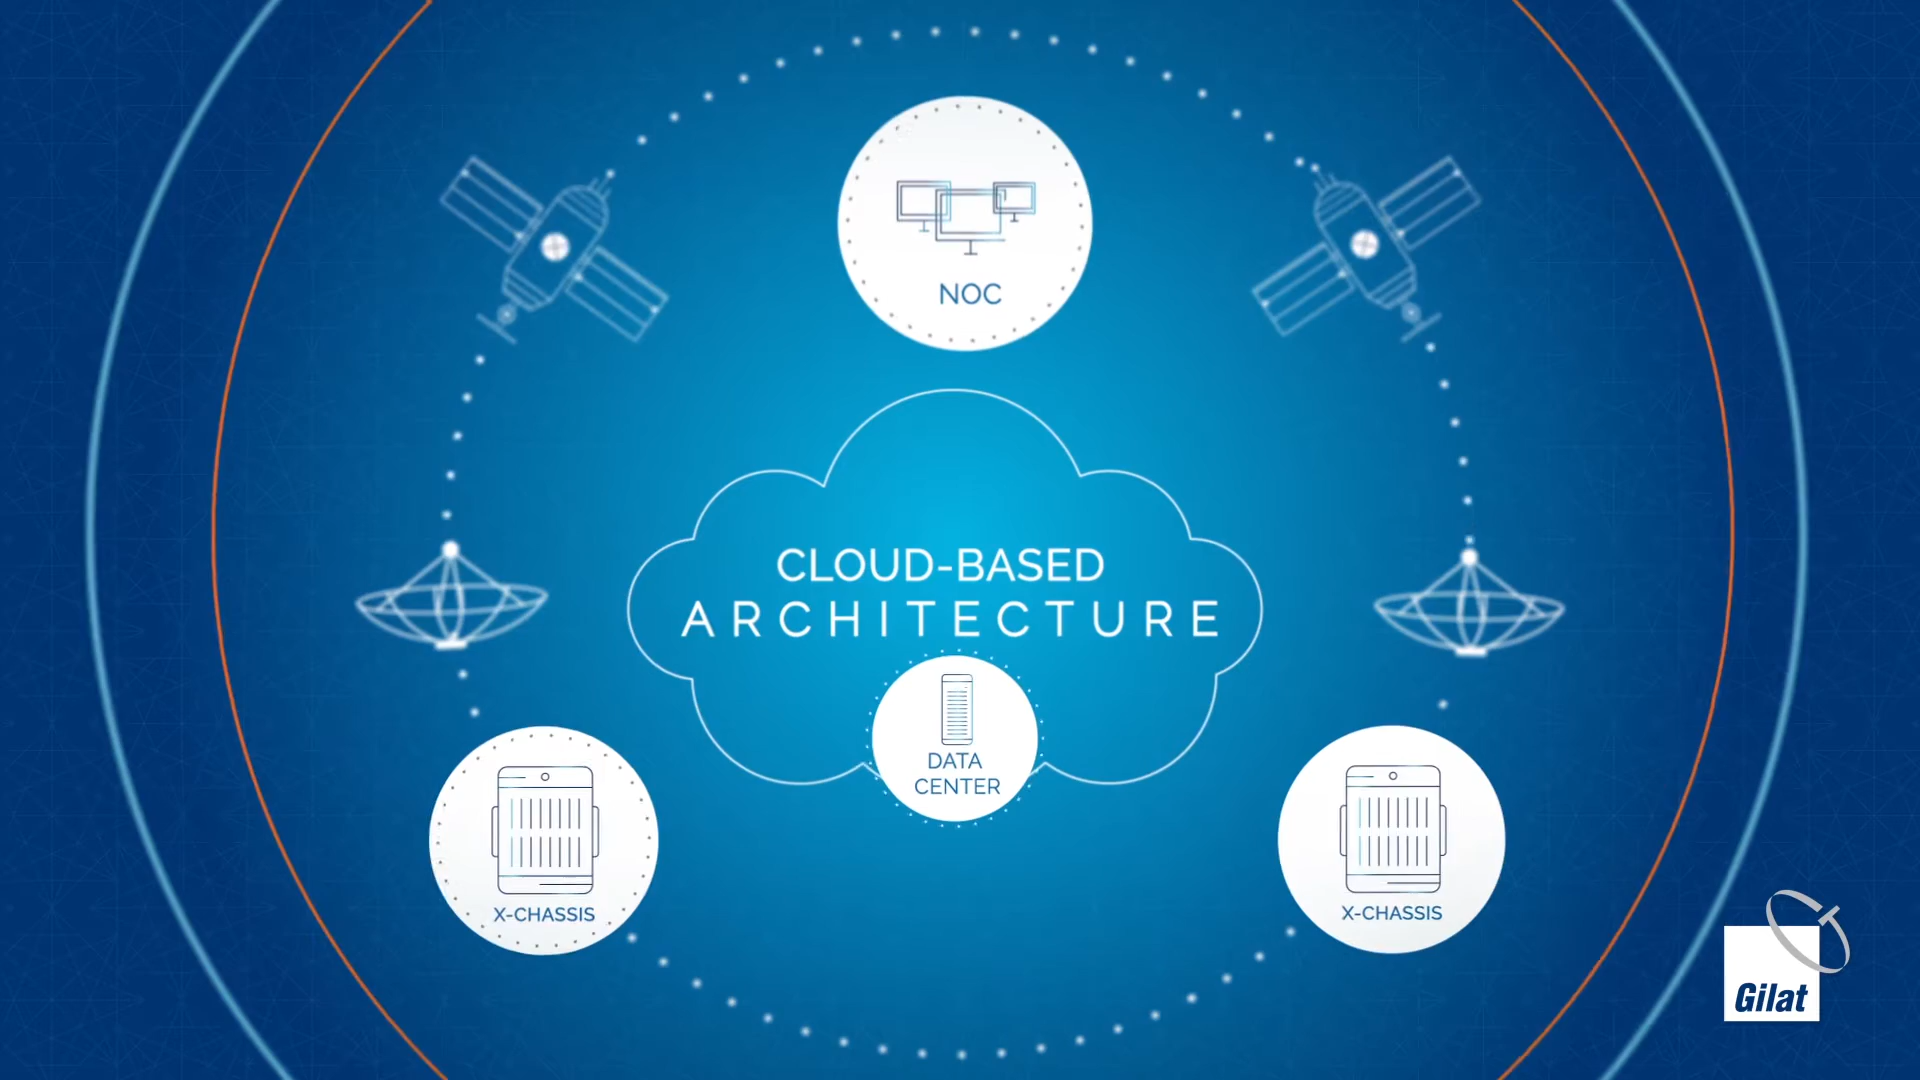 NOC
CLOUD-BASED
ARCHITECTURE
DATA
CENTER
X-CHASSIS
X-CHASSIS
Gilat